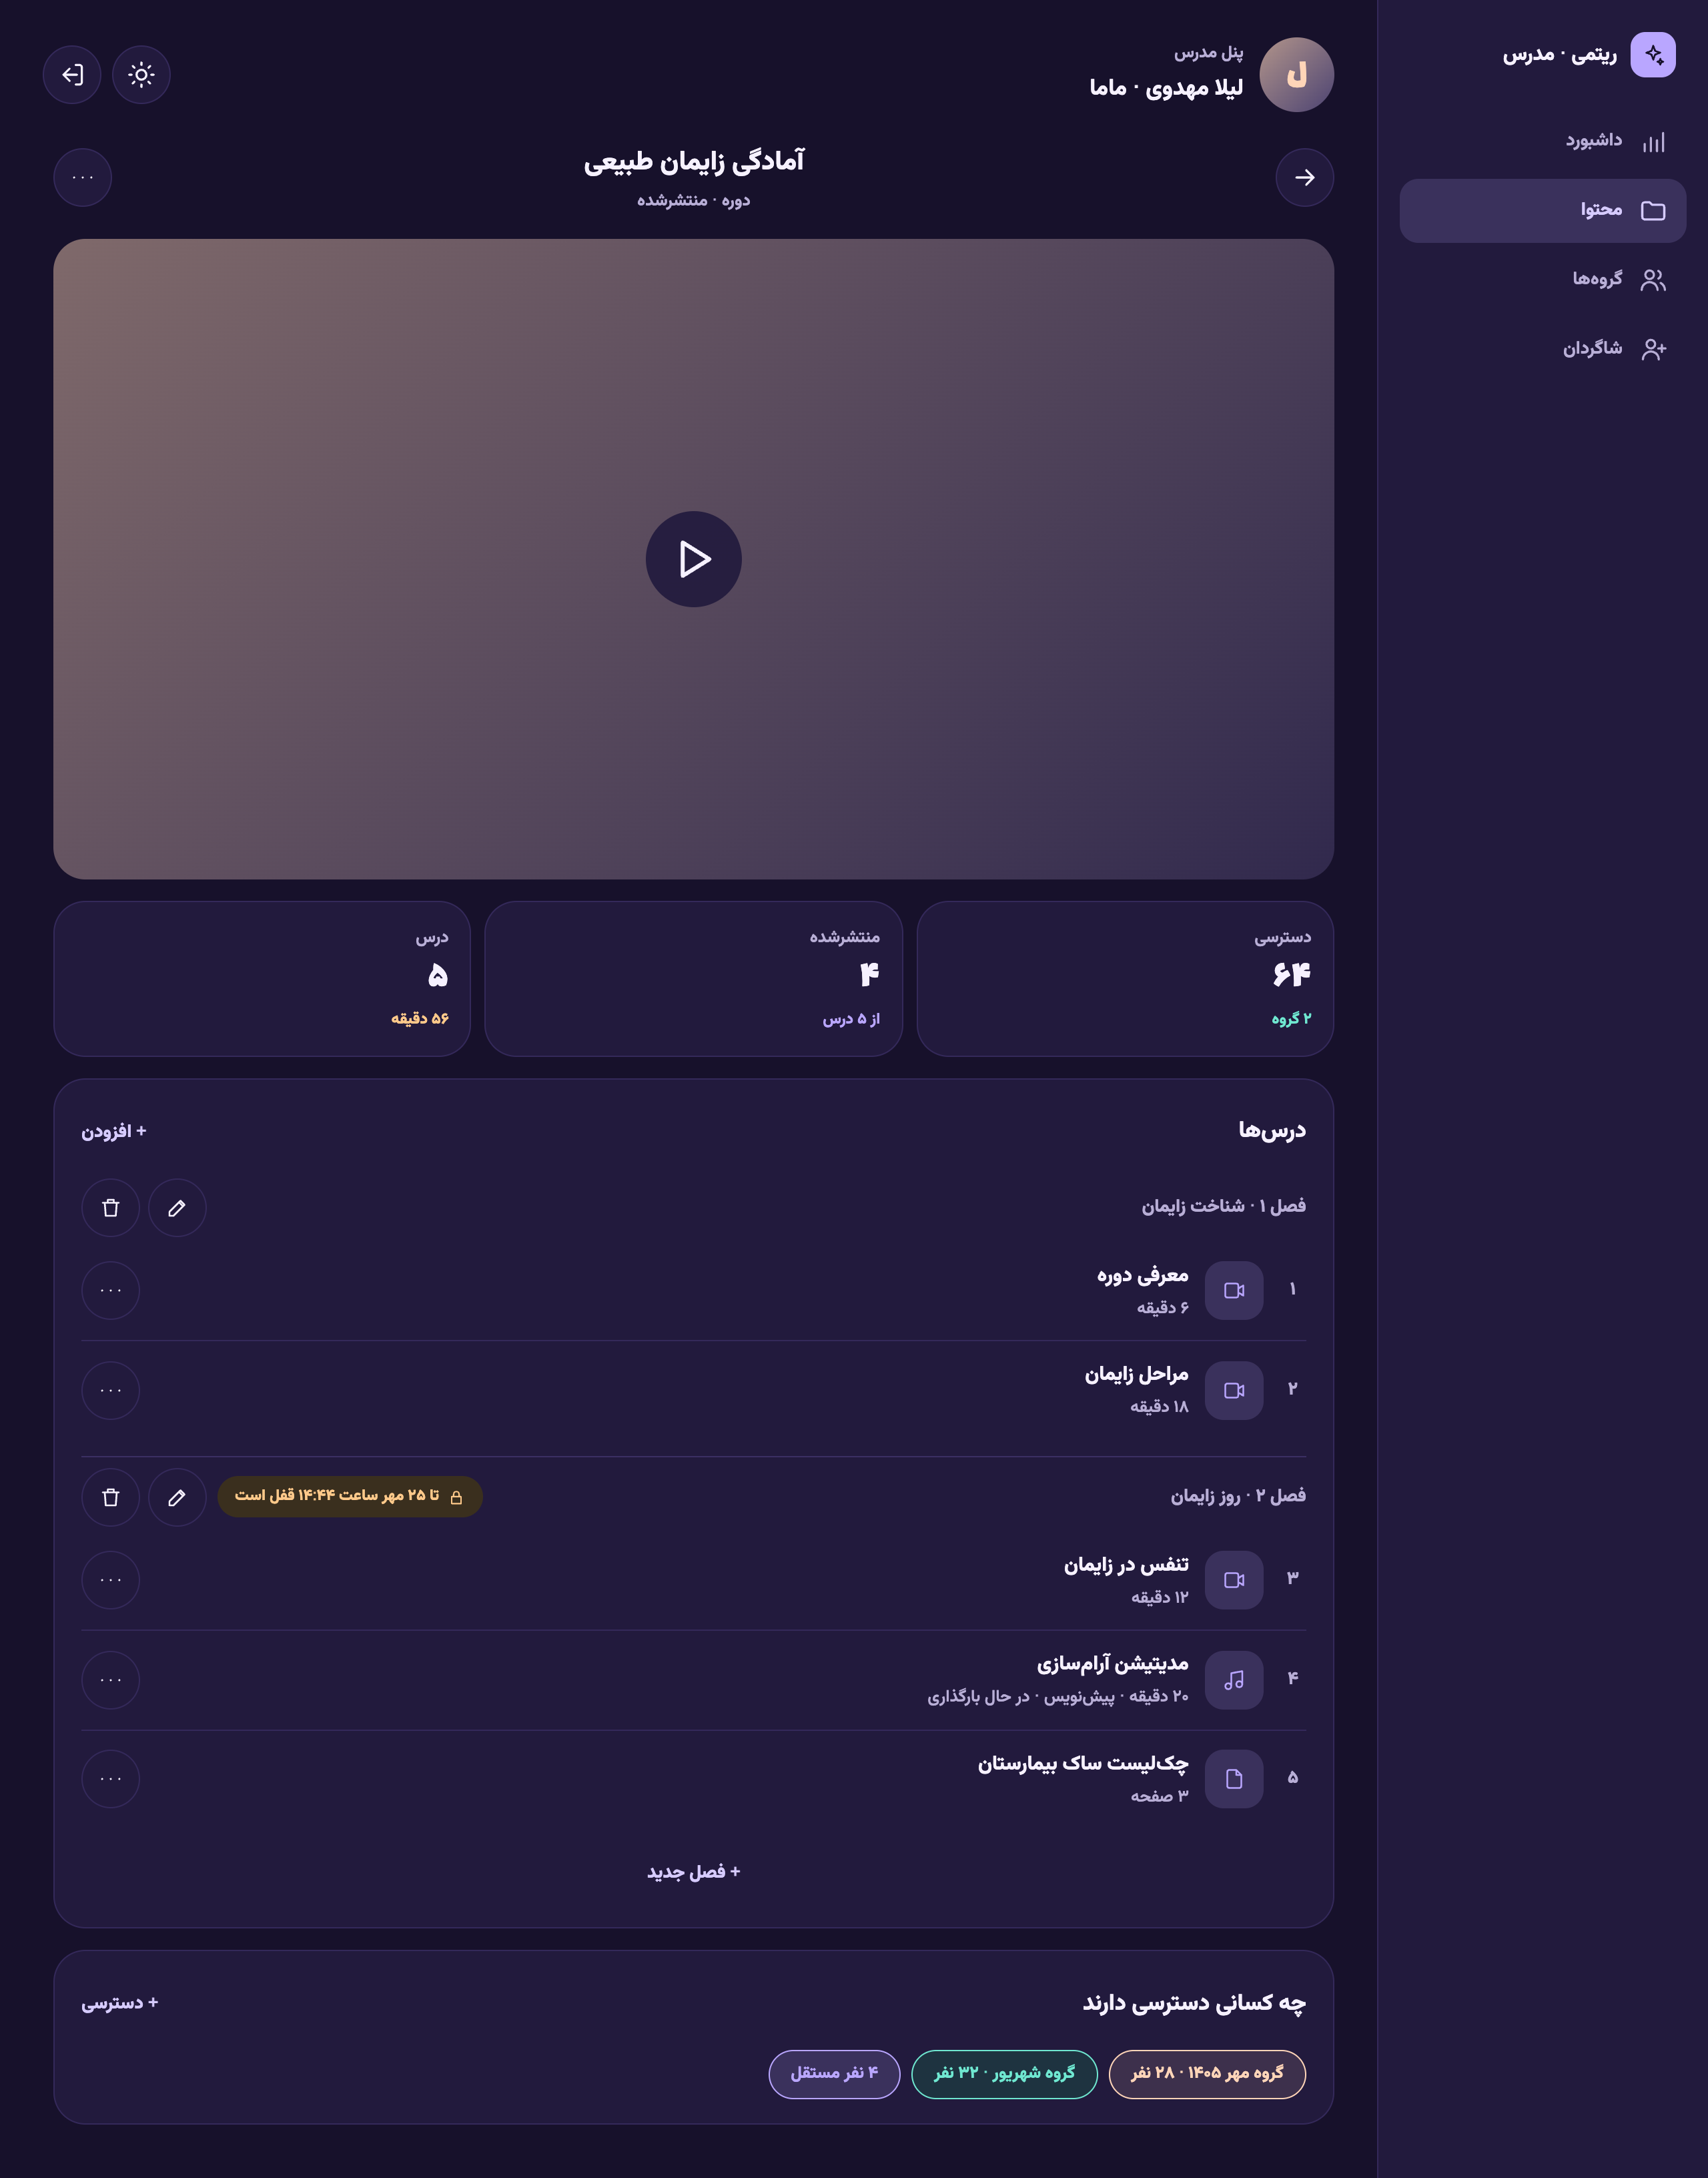 ریتمی · مدرس
داشبورد
محتوا
گروه‌ها
شاگردان
ل
پنل مدرس
لیلا مهدوی · ماما
آمادگی زایمان طبیعی
دوره · منتشرشده
دسترسی
۶۴
۲ گروه
منتشرشده
۴
از ۵ درس
درس
۵
۵۶ دقیقه
درس‌ها
+ افزودن
فصل ۱ · شناخت زایمان
۱
معرفی دوره
۶ دقیقه
۲
مراحل زایمان
۱۸ دقیقه
فصل ۲ · روز زایمان
تا ۲۵ مهر ساعت ۱۴:۴۴ قفل است
۳
تنفس در زایمان
۱۲ دقیقه
۴
مدیتیشن آرام‌سازی
۲۰ دقیقه · پیش‌نویس · در حال بارگذاری
۵
چک‌لیست ساک بیمارستان
۳ صفحه
+ فصل جدید
چه کسانی دسترسی دارند
+ دسترسی
گروه مهر ۱۴۰۵ · ۲۸ نفر
گروه شهریور · ۳۲ نفر
۴ نفر مستقل